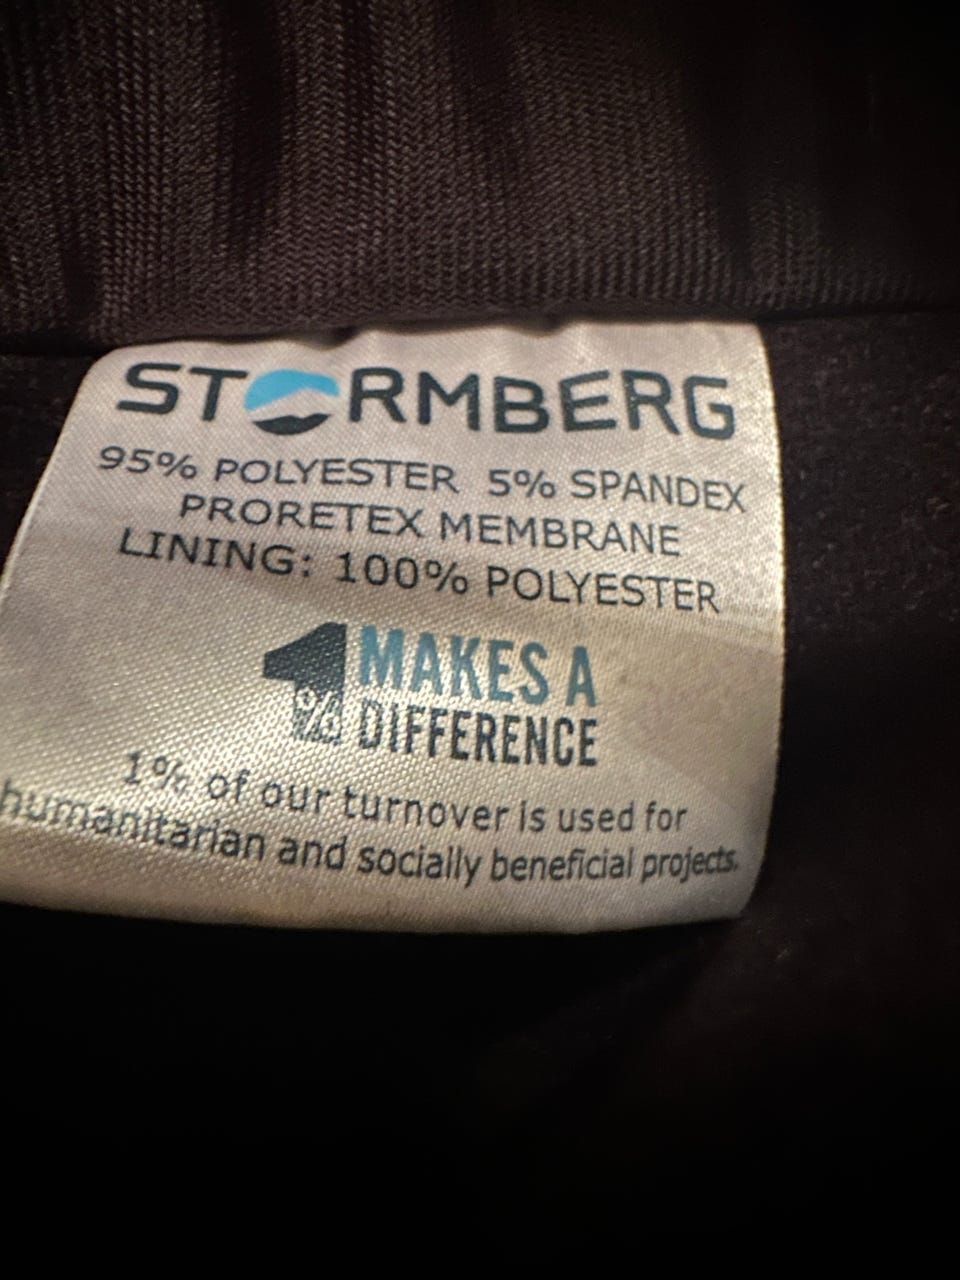 STORMBERG
95% POLYESTER 5% SPANDEX
PRORETEX MEMBRANE
LINING: 100% POLYESTER
1% MAKES A
DIFFERENCE
1% of our turnover is used for
humanitarian and socially beneficial projects.